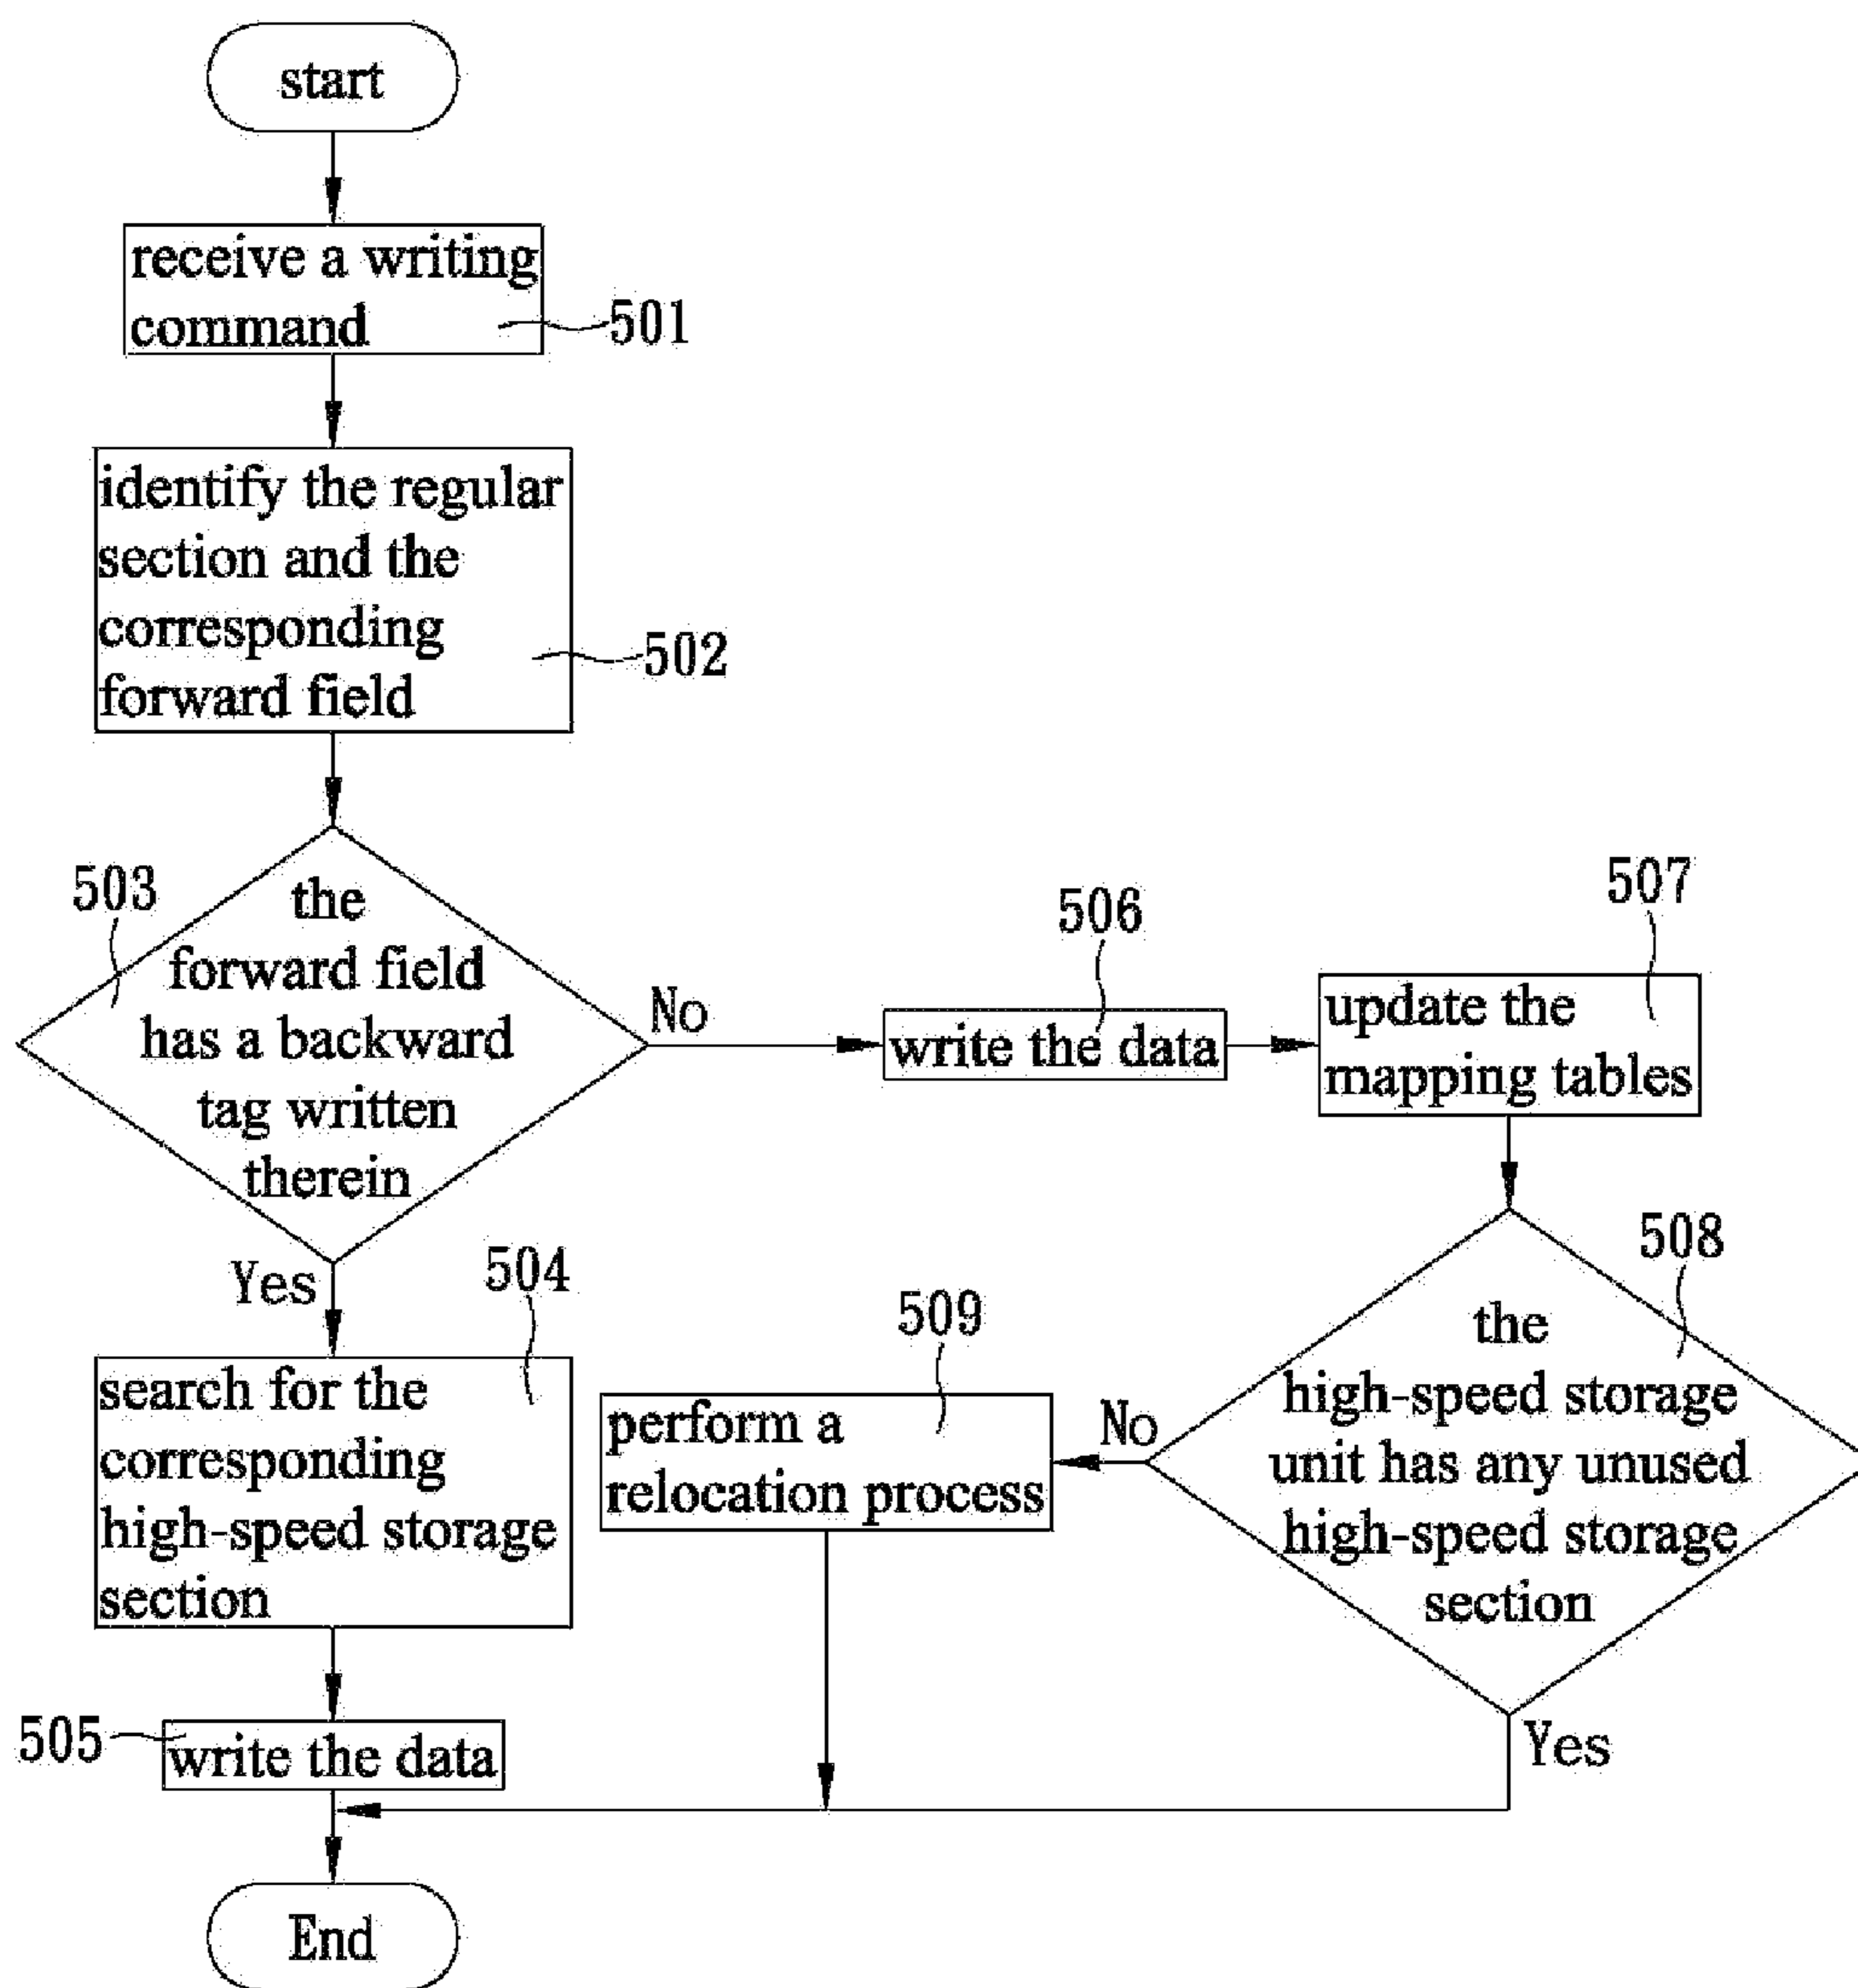 start
receive a writing
command
501
identify the regular
section and the
corresponding
forward field
502
503
the
forward field
has a backward
tag written
therein
No
Yes
506
write the data
507
update the
mapping tables
504
search for the
corresponding
high-speed storage
section
509
perform a
relocation process
No
508
the
high-speed storage
unit has any unused
high-speed storage
section
Yes
505
write the data
End